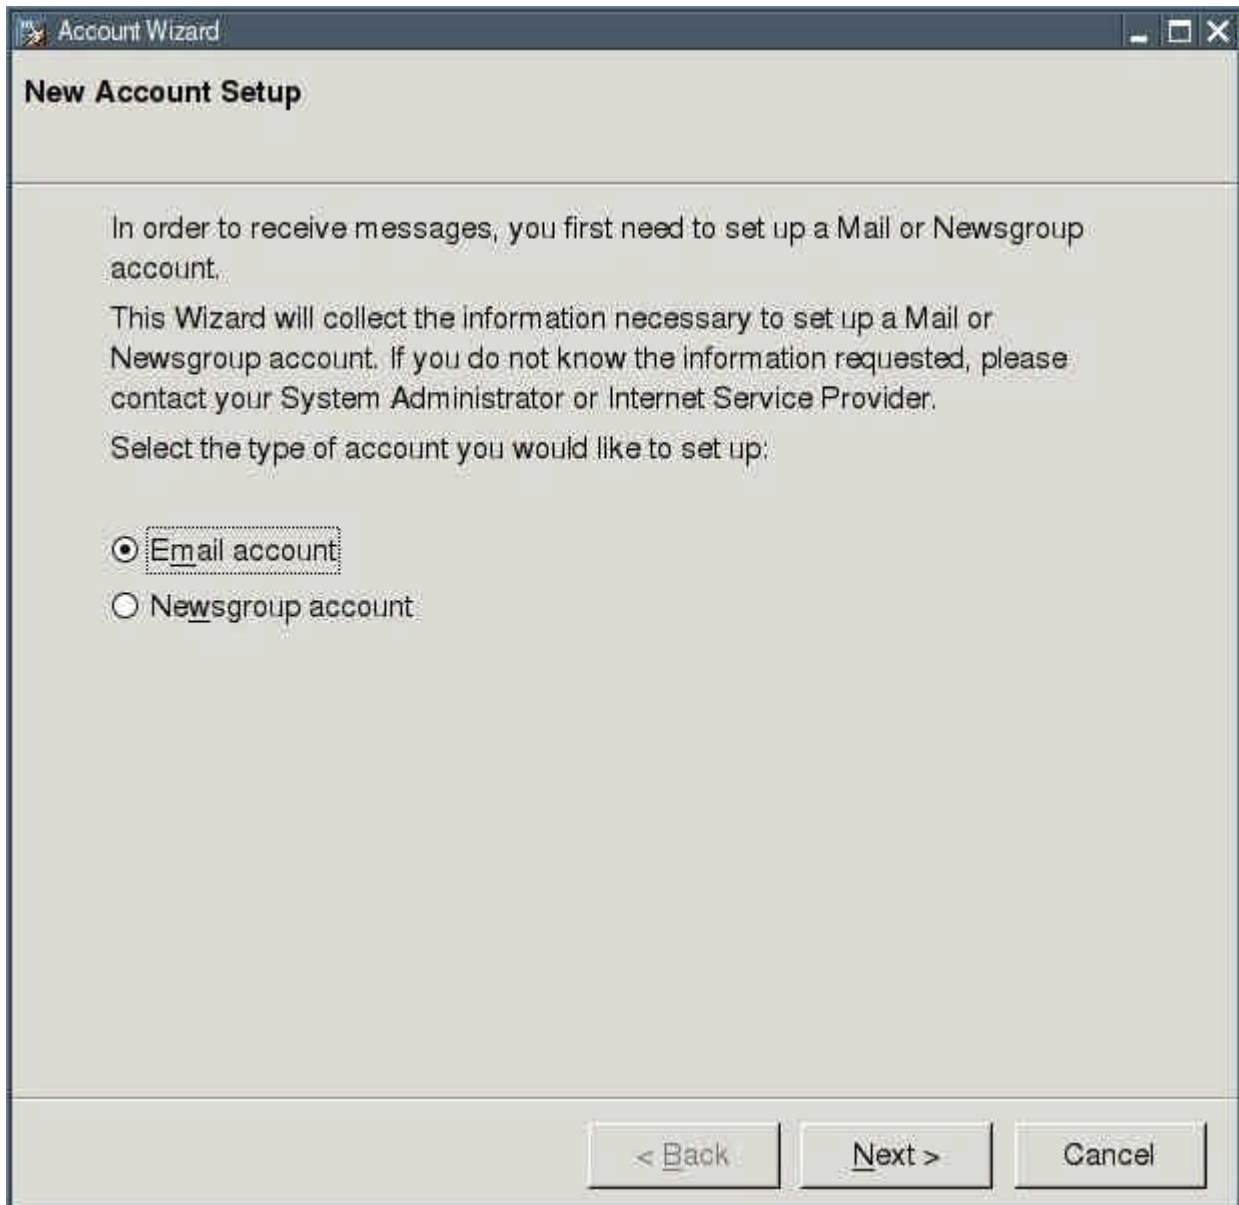 Account Wizard
New Account Setup
In order to receive messages, you first need to set up a Mail or Newsgroup
account.
This Wizard will collect the information necessary to set up a Mail or
Newsgroup account. If you do not know the information requested, please
contact your System Administrator or Internet Service Provider.
Select the type of account you would like to set up:
Email account
Newsgroup account
< Back Next > Cancel